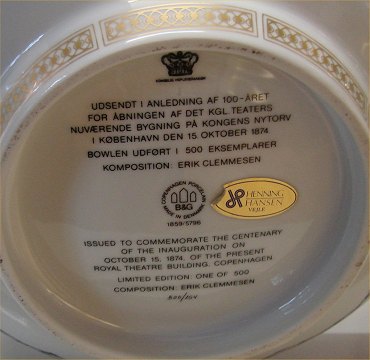 KONGELIG HOFLEVERANDØR
UDSENDT I ANLEDNING AF 100-ÅRET
FOR ÅBNINGEN AF DET KGL. TEATERS
NUVÆRENDE BYGNING PÅ KONGENS NYTORV
I KØBENHAVN DEN 15 OKTOBER 1874
BOWLEN UDFØRT I 500 EKSEMPLARER
KOMPOSITION: ERIK CLEMMESEN
COPENHAGEN PORCELAIN
B&G
MADE IN DENMARK
1859/5796
HENNING
HANSEN
VEJLE
ISSUED TO COMMEMORATE THE CENTENARY
OF THE INAUGURATION ON
OCTOBER 15, 1874, OF THE PRESENT
ROYAL THEATRE BUILDING, COPENHAGEN
LIMITED EDITION: ONE OF 500
COMPOSITION: ERIK CLEMMESEN